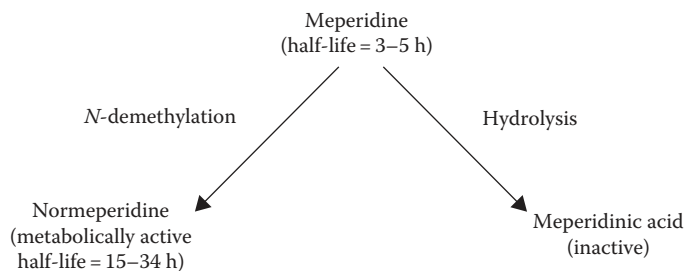 Meperidine
(half-life = 3–5 h)
N-demethylation
Hydrolysis
Normeperidine
(metabolically active
half-life = 15–34 h)
Meperidinic acid
(inactive)